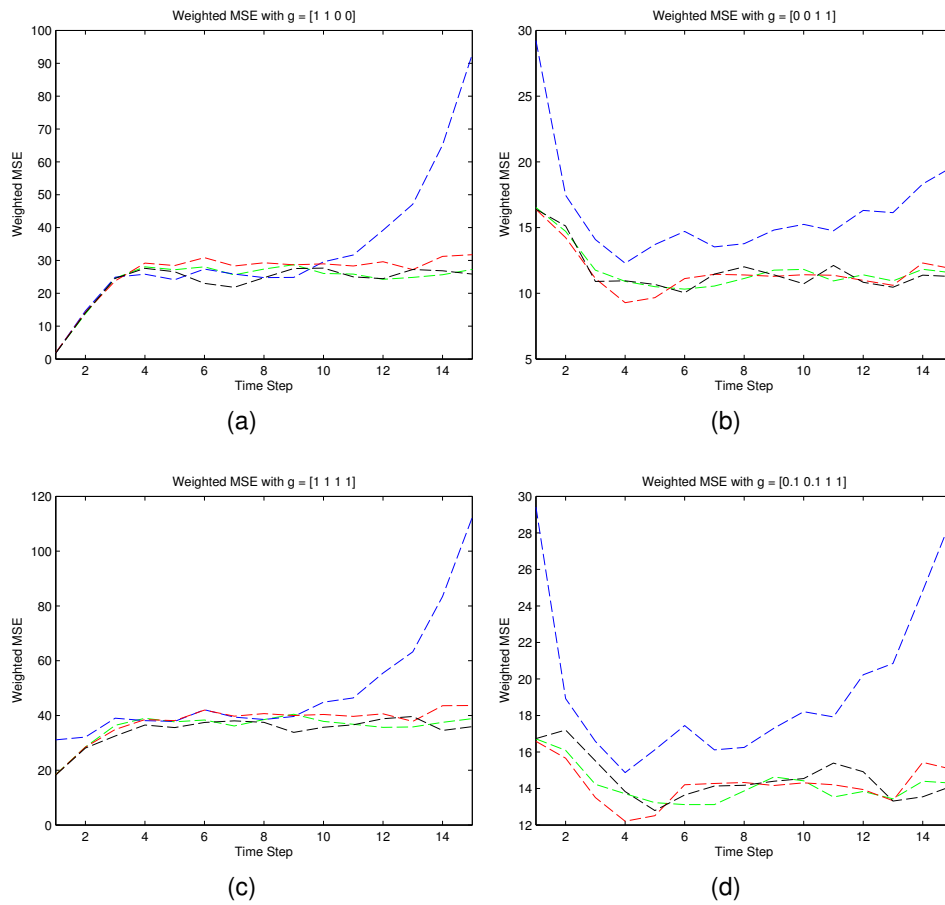 Weighted MSE with g = [1 1 0 0]
100
90
80
70
60
50
40
30
20
10
0
Weighted MSE
2 4 6 8 10 12 14
Time Step
(a)
Weighted MSE with g = [0 0 1 1]
30
25
20
15
10
5
Weighted MSE
2 4 6 8 10 12 14
Time Step
(b)
Weighted MSE with g = [1 1 1 1]
120
100
80
60
40
20
0
Weighted MSE
2 4 6 8 10 12 14
Time Step
(c)
Weighted MSE with g = [0.1 0.1 1 1]
30
28
26
24
22
20
18
16
14
12
Weighted MSE
2 4 6 8 10 12 14
Time Step
(d)